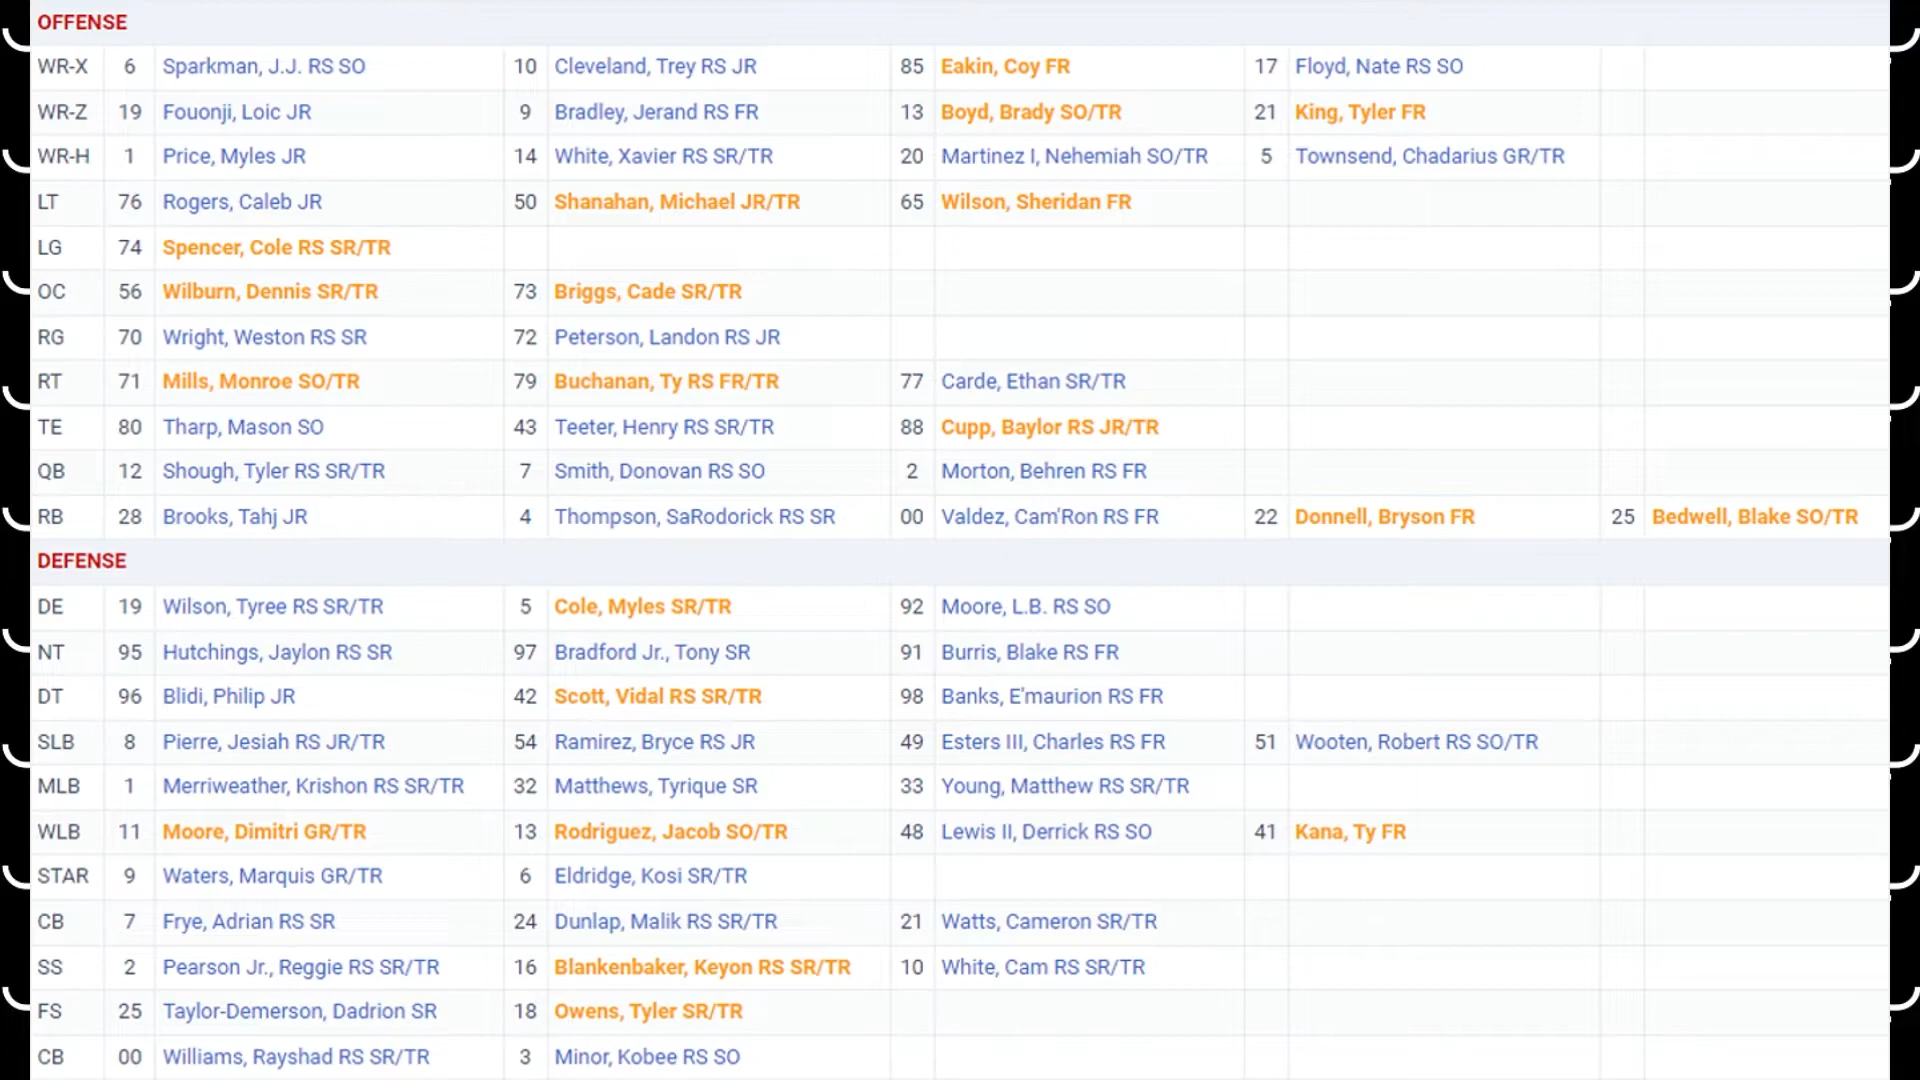 OFFENSE
WR-X 6 Sparkman, J.J. RS SO 10 Cleveland, Trey RS JR 85 Eakin, Coy FR 17 Floyd, Nate RS SO
WR-Z 19 Fouonji, Loic JR 9 Bradley, Jerand RS FR 13 Boyd, Brady SO/TR 21 King, Tyler FR
WR-H 1 Price, Myles JR 14 White, Xavier RS SR/TR 20 Martinez I, Nehemiah SO/TR 5 Townsend, Chadarius GR/TR
LT 76 Rogers, Caleb JR 50 Shanahan, Michael JR/TR 65 Wilson, Sheridan FR
LG 74 Spencer, Cole RS SR/TR
OC 56 Wilburn, Dennis SR/TR 73 Briggs, Cade SR/TR
RG 70 Wright, Weston RS SR 72 Peterson, Landon RS JR
RT 71 Mills, Monroe SO/TR 79 Buchanan, Ty RS FR/TR 77 Carde, Ethan SR/TR
TE 80 Tharp, Mason SO 43 Teeter, Henry RS SR/TR 88 Cupp, Baylor RS JR/TR
QB 12 Shough, Tyler RS SR/TR 7 Smith, Donovan RS SO 2 Morton, Behren RS FR
RB 28 Brooks, Tahj JR 4 Thompson, SaRodorick RS SR 00 Valdez, Cam'Ron RS FR 22 Donnell, Bryson FR 25 Bedwell, Blake SO/TR
DEFENSE
DE 19 Wilson, Tyree RS SR/TR 5 Cole, Myles SR/TR 92 Moore, L.B. RS SO
NT 95 Hutchings, Jaylon RS SR 97 Bradford Jr., Tony SR 91 Burris, Blake RS FR
DT 96 Blidi, Philip JR 42 Scott, Vidal RS SR/TR 98 Banks, E'maurion RS FR
SLB 8 Pierre, Jesiah RS JR/TR 54 Ramirez, Bryce RS JR 49 Esters III, Charles RS FR 51 Wooten, Robert RS SO/TR
MLB 1 Merriweather, Krishon RS SR/TR 32 Matthews, Tyrique SR 33 Young, Matthew RS SR/TR
WLB 11 Moore, Dimitri GR/TR 13 Rodriguez, Jacob SO/TR 48 Lewis II, Derrick RS SO 41 Kana, Ty FR
STAR 9 Waters, Marquis GR/TR 6 Eldridge, Kosi SR/TR
CB 7 Frye, Adrian RS SR 24 Dunlap, Malik RS SR/TR 21 Watts, Cameron SR/TR
SS 2 Pearson Jr., Reggie RS SR/TR 16 Blankenbaker, Keyon RS SR/TR 10 White, Cam RS SR/TR
FS 25 Taylor-Demerson, Dadrion SR 18 Owens, Tyler SR/TR
CB 00 Williams, Rayshad RS SR/TR 3 Minor, Kobee RS SO